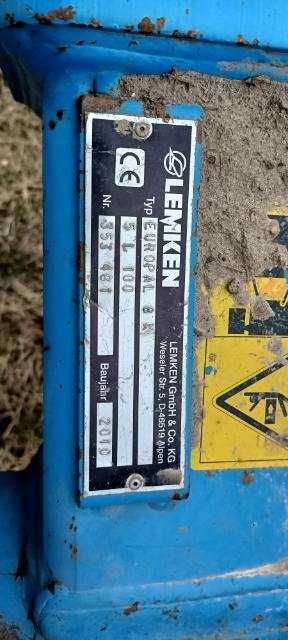 LEMKEN
LEMKEN GmbH & Co. KG
Weseler Str. 5, D-46519 Alpen
CE
Typ EUROPAL 8 X
5 L 100
Nr. 353 481 Baujahr 2010